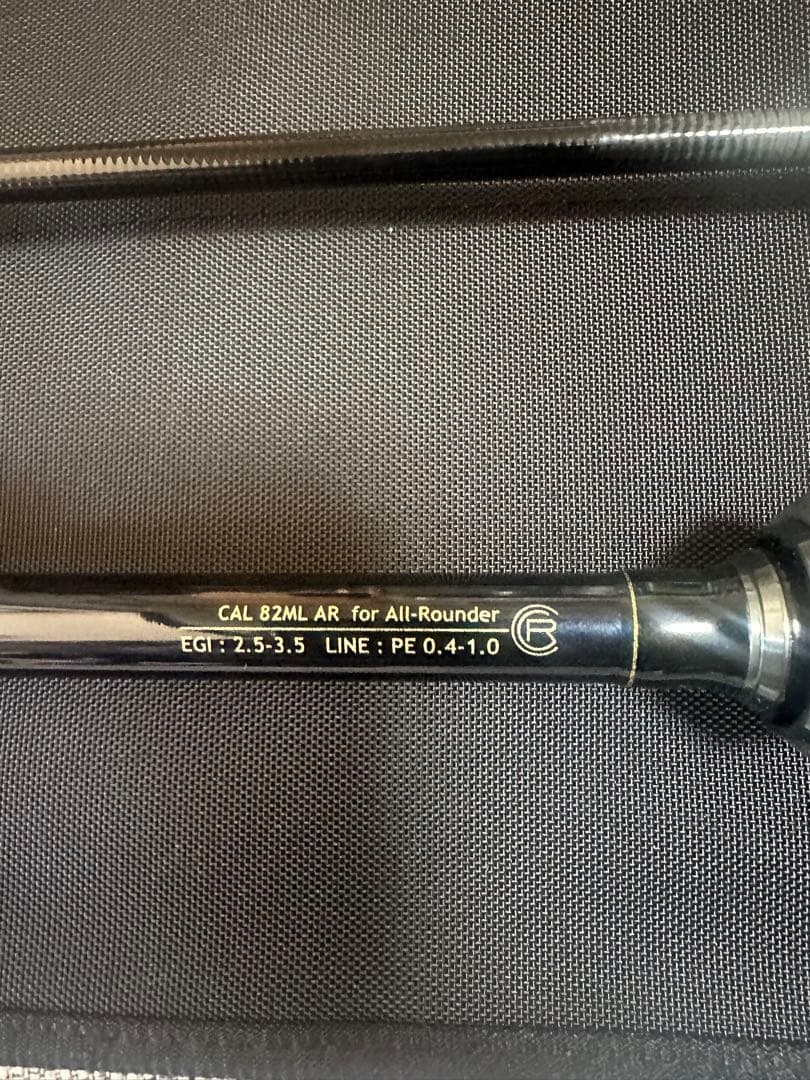 CAL 82ML AR for All-Rounder
EGI : 2.5-3.5 LINE : PE 0.4-1.0